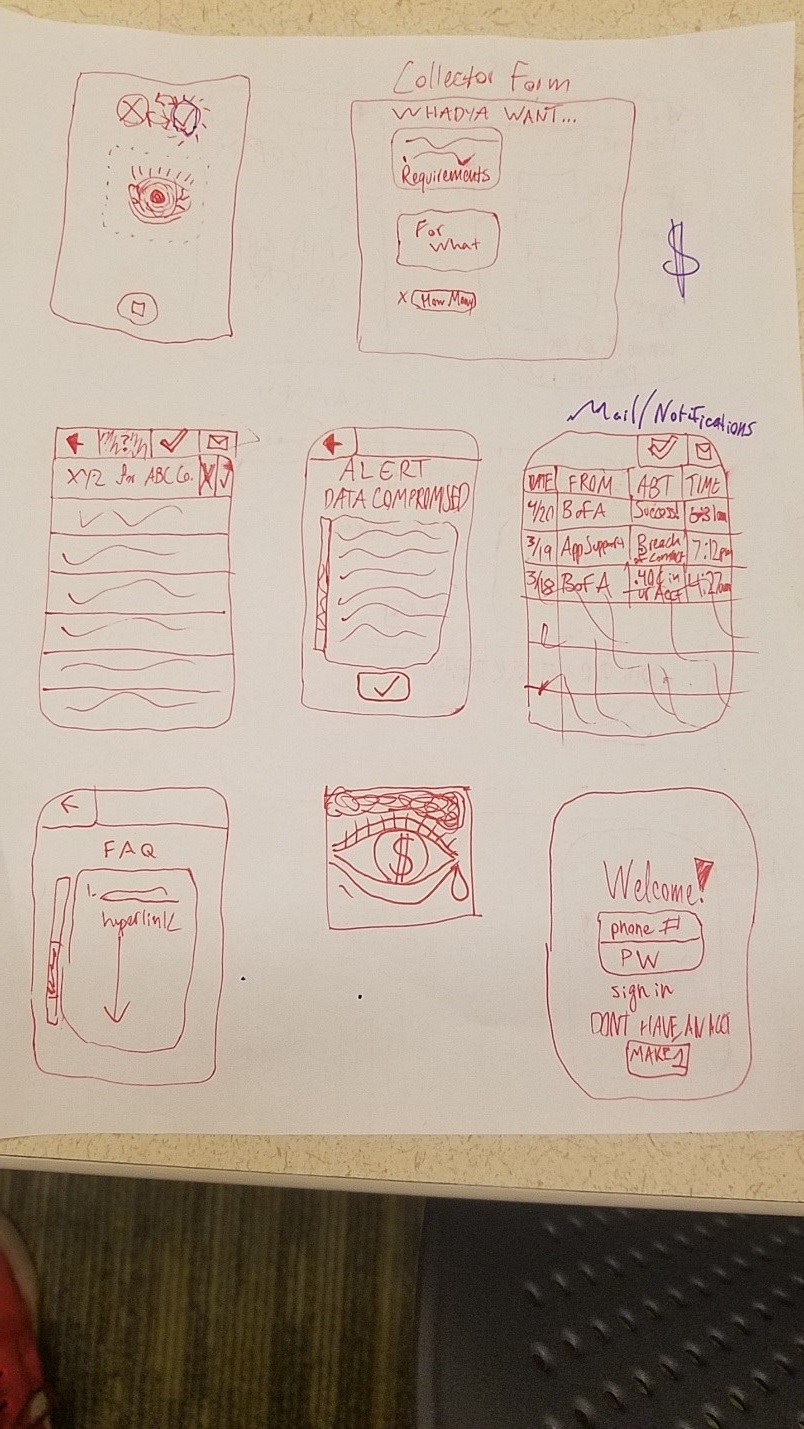 Collector Form
WHADYA WANT...
Requirements
For
What
X How Many
$
Mail/Notifications
XYZ for ABC Co. X
ALERT
DATA COMPROMISED
DATE FROM ABT TIME
4/20 BofA Success! 6:31am
3/19 App Support Breach of contract 7:12pm
3/18 BofA .40¢ in ur Acct 4:27am
FAQ
1.
hyperlink
$
Welcome!
phone #
PW
sign in
DONT HAVE AN ACCT
MAKE 1